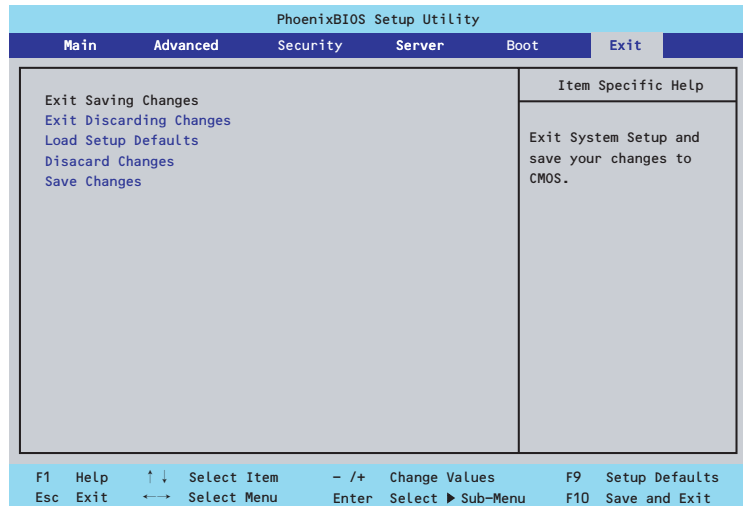 PhoenixBIOS Setup Utility
Main Advanced Security Server Boot Exit
Exit Saving Changes
Exit Discarding Changes
Load Setup Defaults
Disacard Changes
Save Changes
Item Specific Help
Exit System Setup and
save your changes to
CMOS.
F1 Help ↑↓ Select Item − /+ Change Values F9 Setup Defaults
Esc Exit ←→ Select Menu Enter Select ▶ Sub−Menu F10 Save and Exit